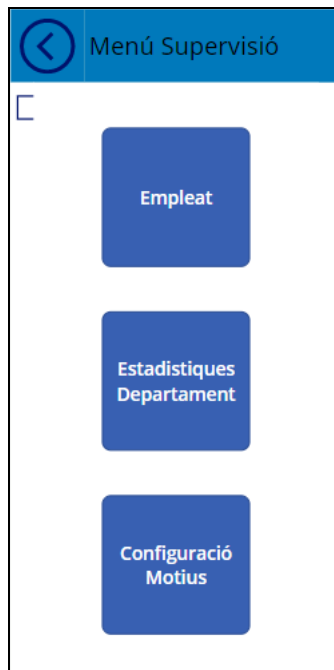 Menú Supervisió
Empleat
Estadistiques
Departament
Configuració
Motius